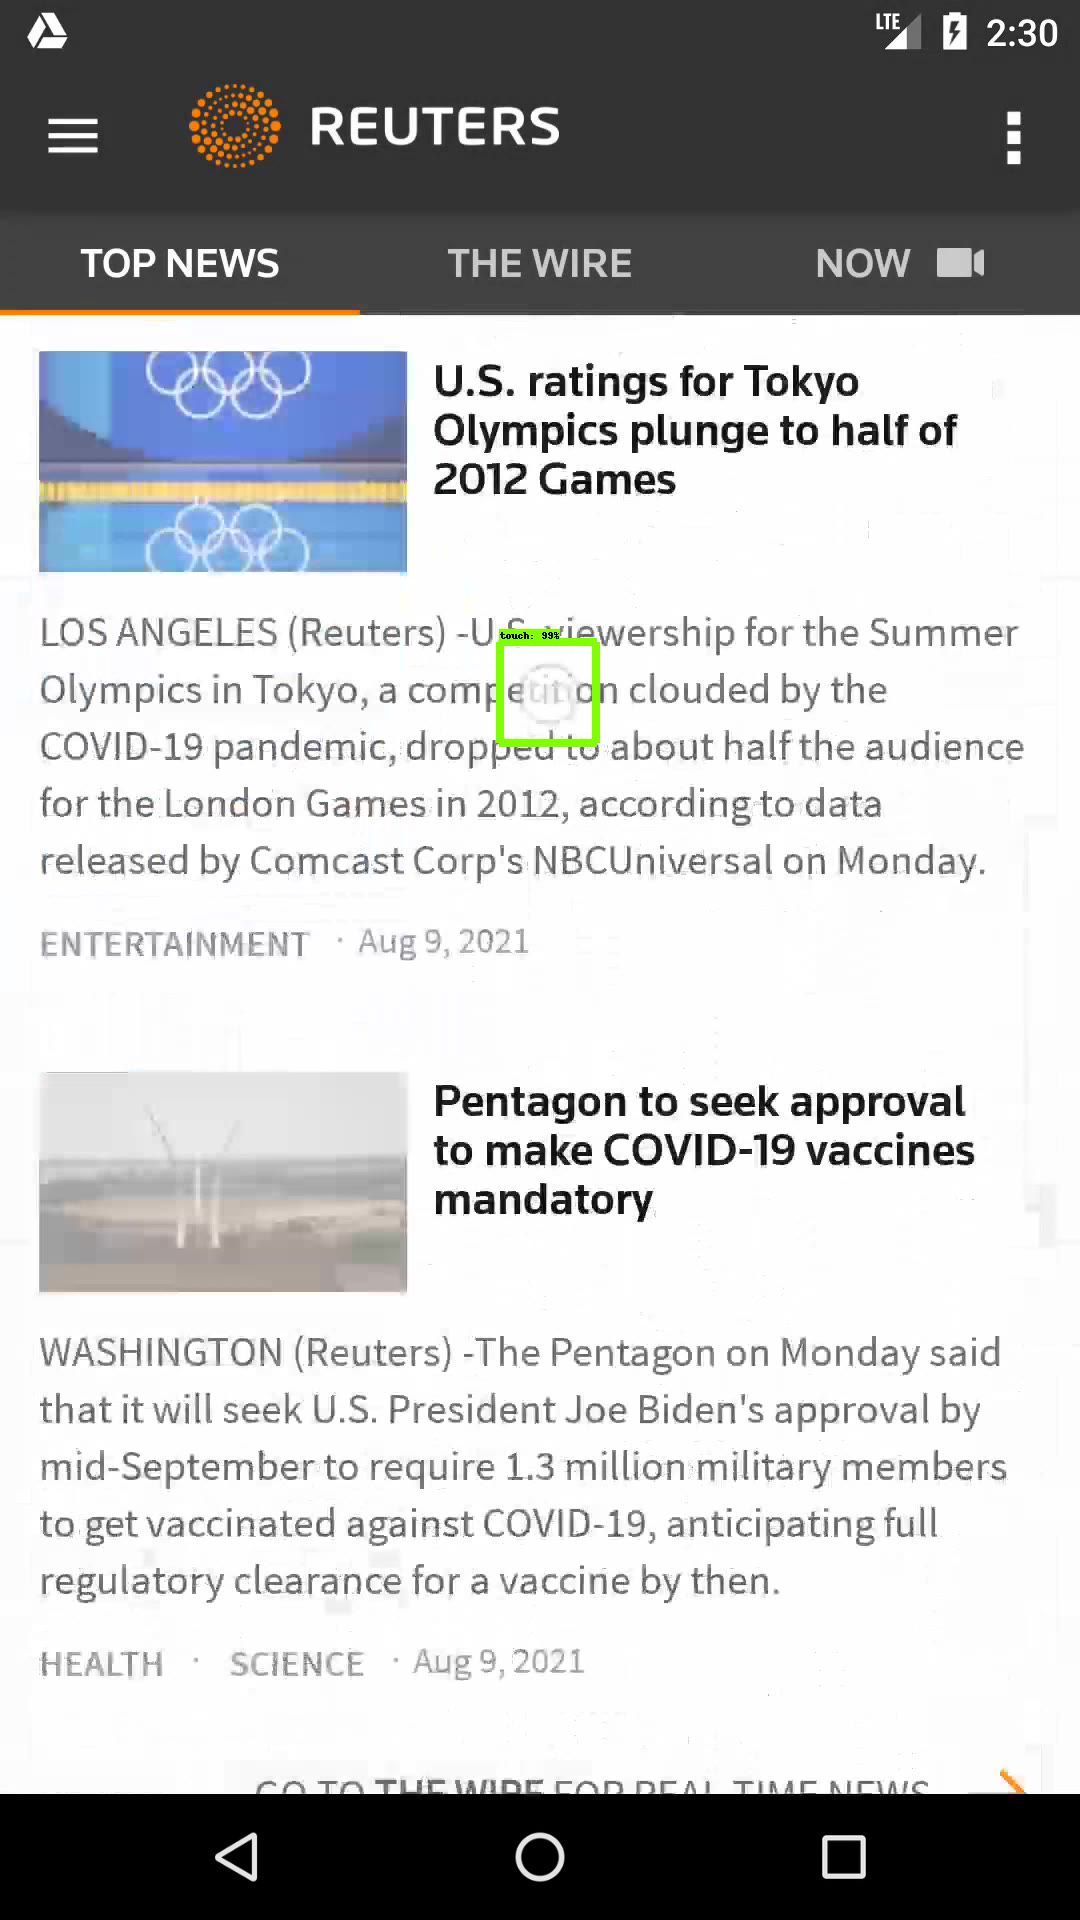 LTE 2:30
REUTERS
TOP NEWS THE WIRE NOW
U.S. ratings for Tokyo
Olympics plunge to half of
2012 Games
touch: 99%
LOS ANGELES (Reuters) -U.S. viewership for the Summer
Olympics in Tokyo, a competition clouded by the
COVID-19 pandemic, dropped to about half the audience
for the London Games in 2012, according to data
released by Comcast Corp's NBCUniversal on Monday.
ENTERTAINMENT · Aug 9, 2021
Pentagon to seek approval
to make COVID-19 vaccines
mandatory
WASHINGTON (Reuters) -The Pentagon on Monday said
that it will seek U.S. President Joe Biden's approval by
mid-September to require 1.3 million military members
to get vaccinated against COVID-19, anticipating full
regulatory clearance for a vaccine by then.
HEALTH · SCIENCE · Aug 9, 2021
GO TO THE WIRE FOR REAL-TIME NEWS